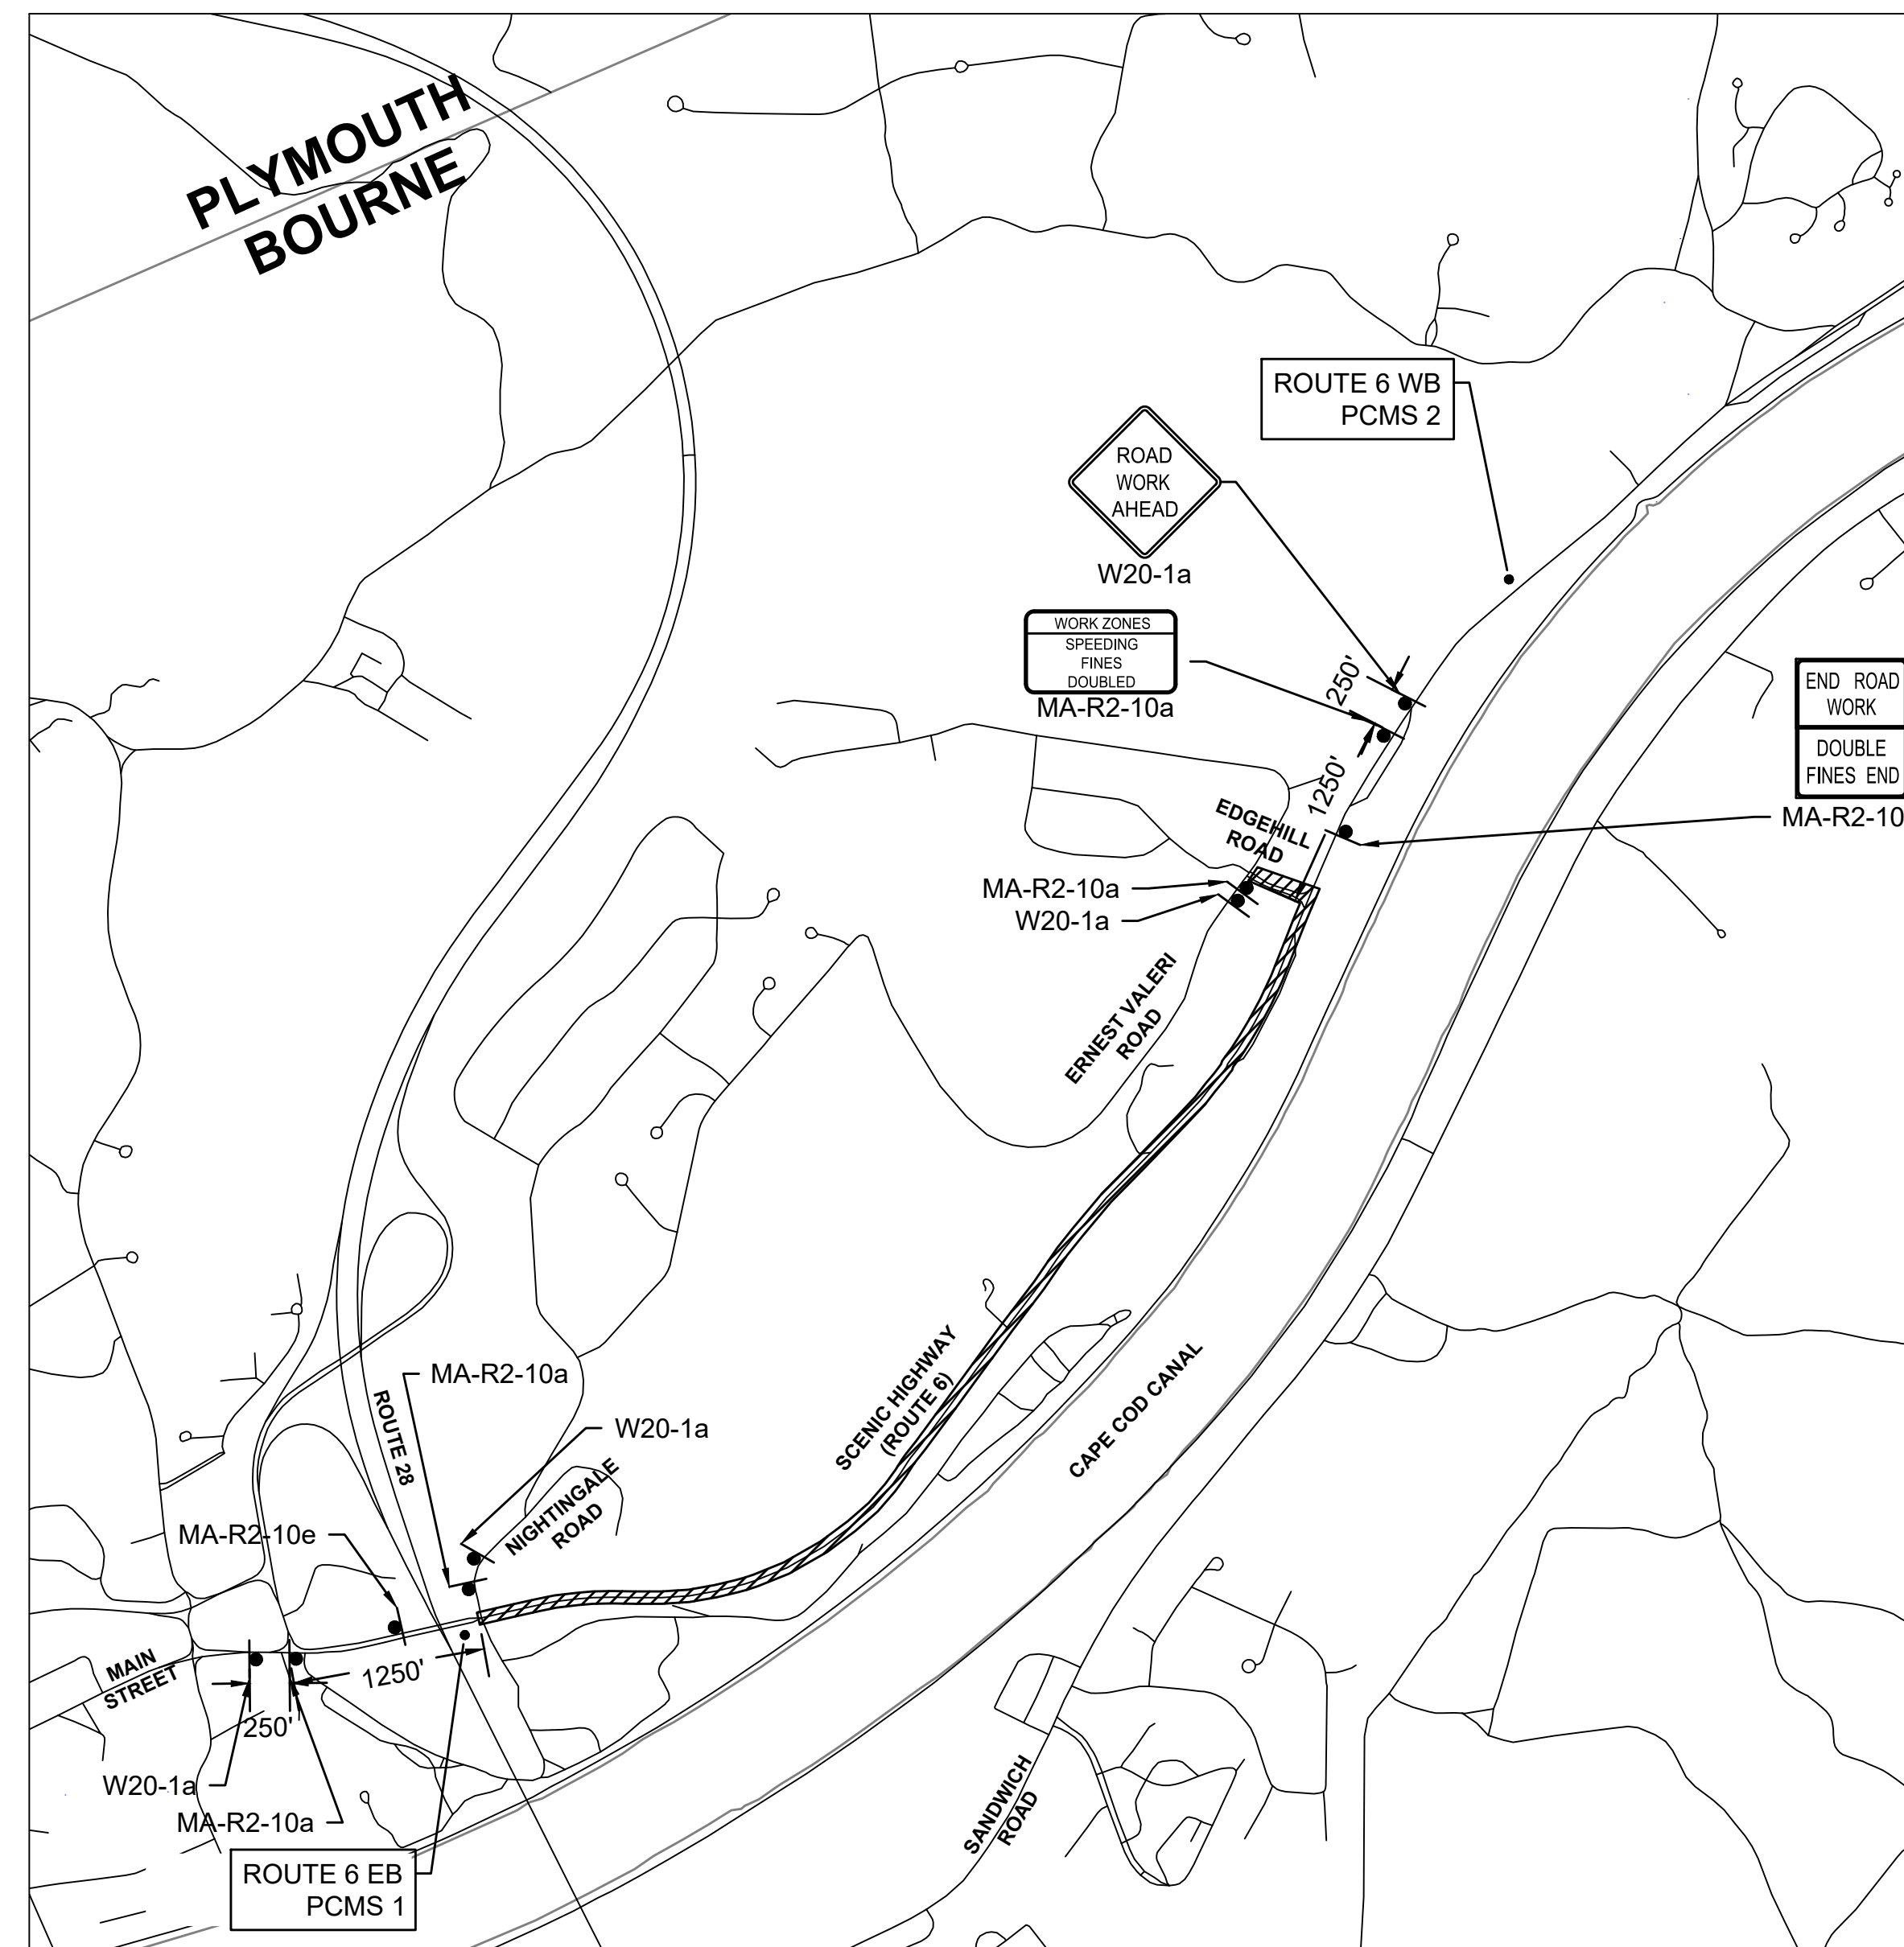 PLYMOUTH
BOURNE
ROUTE 6 WB
PCMS 2
ROAD
WORK
AHEAD
W20-1a
WORK ZONES
SPEEDING
FINES
DOUBLED
MA-R2-10a
250'
1250'
END ROAD
WORK
DOUBLE
FINES END
MA-R2-10
EDGEHILL
ROAD
MA-R2-10a
W20-1a
ERNEST VALERI
ROAD
SCENIC HIGHWAY
(ROUTE 6)
CAPE COD CANAL
MA-R2-10a
ROUTE 28
W20-1a
NIGHTINGALE
ROAD
MA-R2-10e
MAIN
STREET
1250'
250'
W20-1a
MA-R2-10a
SANDWICH
ROAD
ROUTE 6 EB
PCMS 1